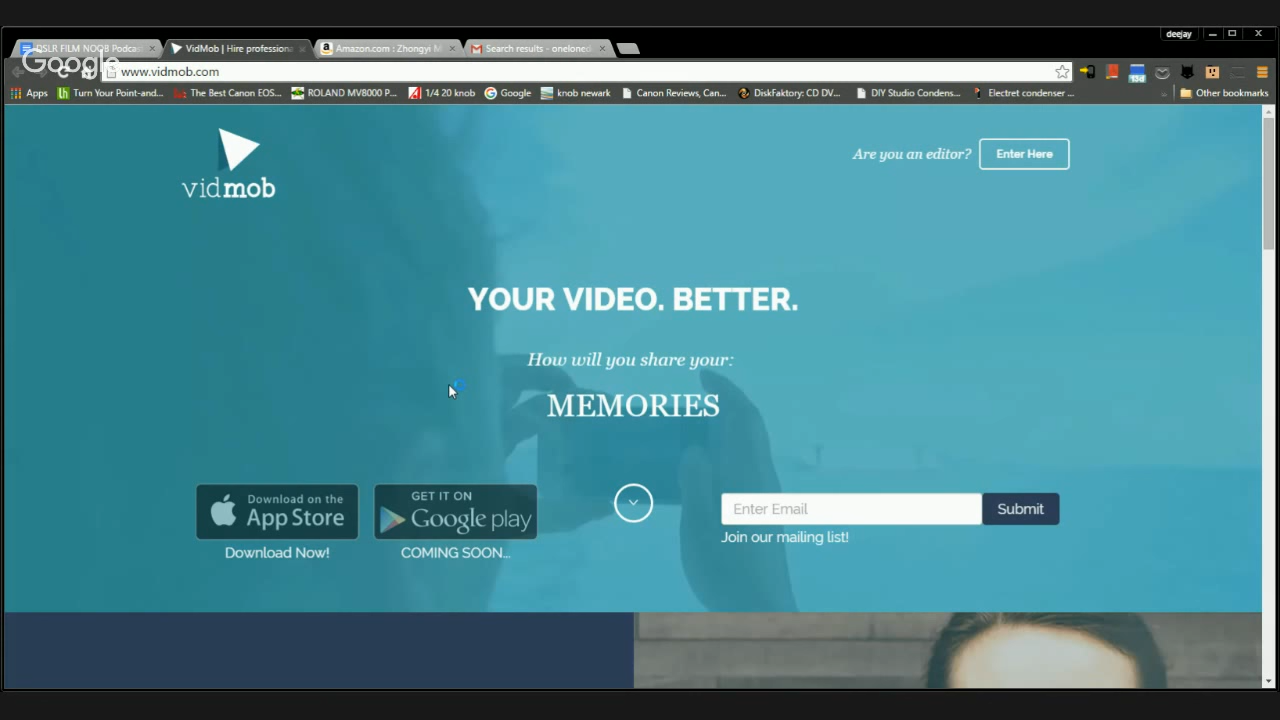 deejay
DSLR FILM NOOB Podcas
VidMob | Hire professiona
Amazon.com : Zhongyi M
Search results - oneloned
Google
www.vidmob.com
Apps
Turn Your Point-and...
The Best Canon EOS...
ROLAND MV8000 P...
1/4 20 knob
Google
knob newark
Canon Reviews, Can...
DiskFaktory: CD DV...
DIY Studio Condens...
Electret condenser ...
Other bookmarks
vidmob
Are you an editor?
Enter Here
YOUR VIDEO. BETTER.
How will you share your:
MEMORIES
Download on the
App Store
Download Now!
GET IT ON
Google play
COMING SOON...
Enter Email
Submit
Join our mailing list!